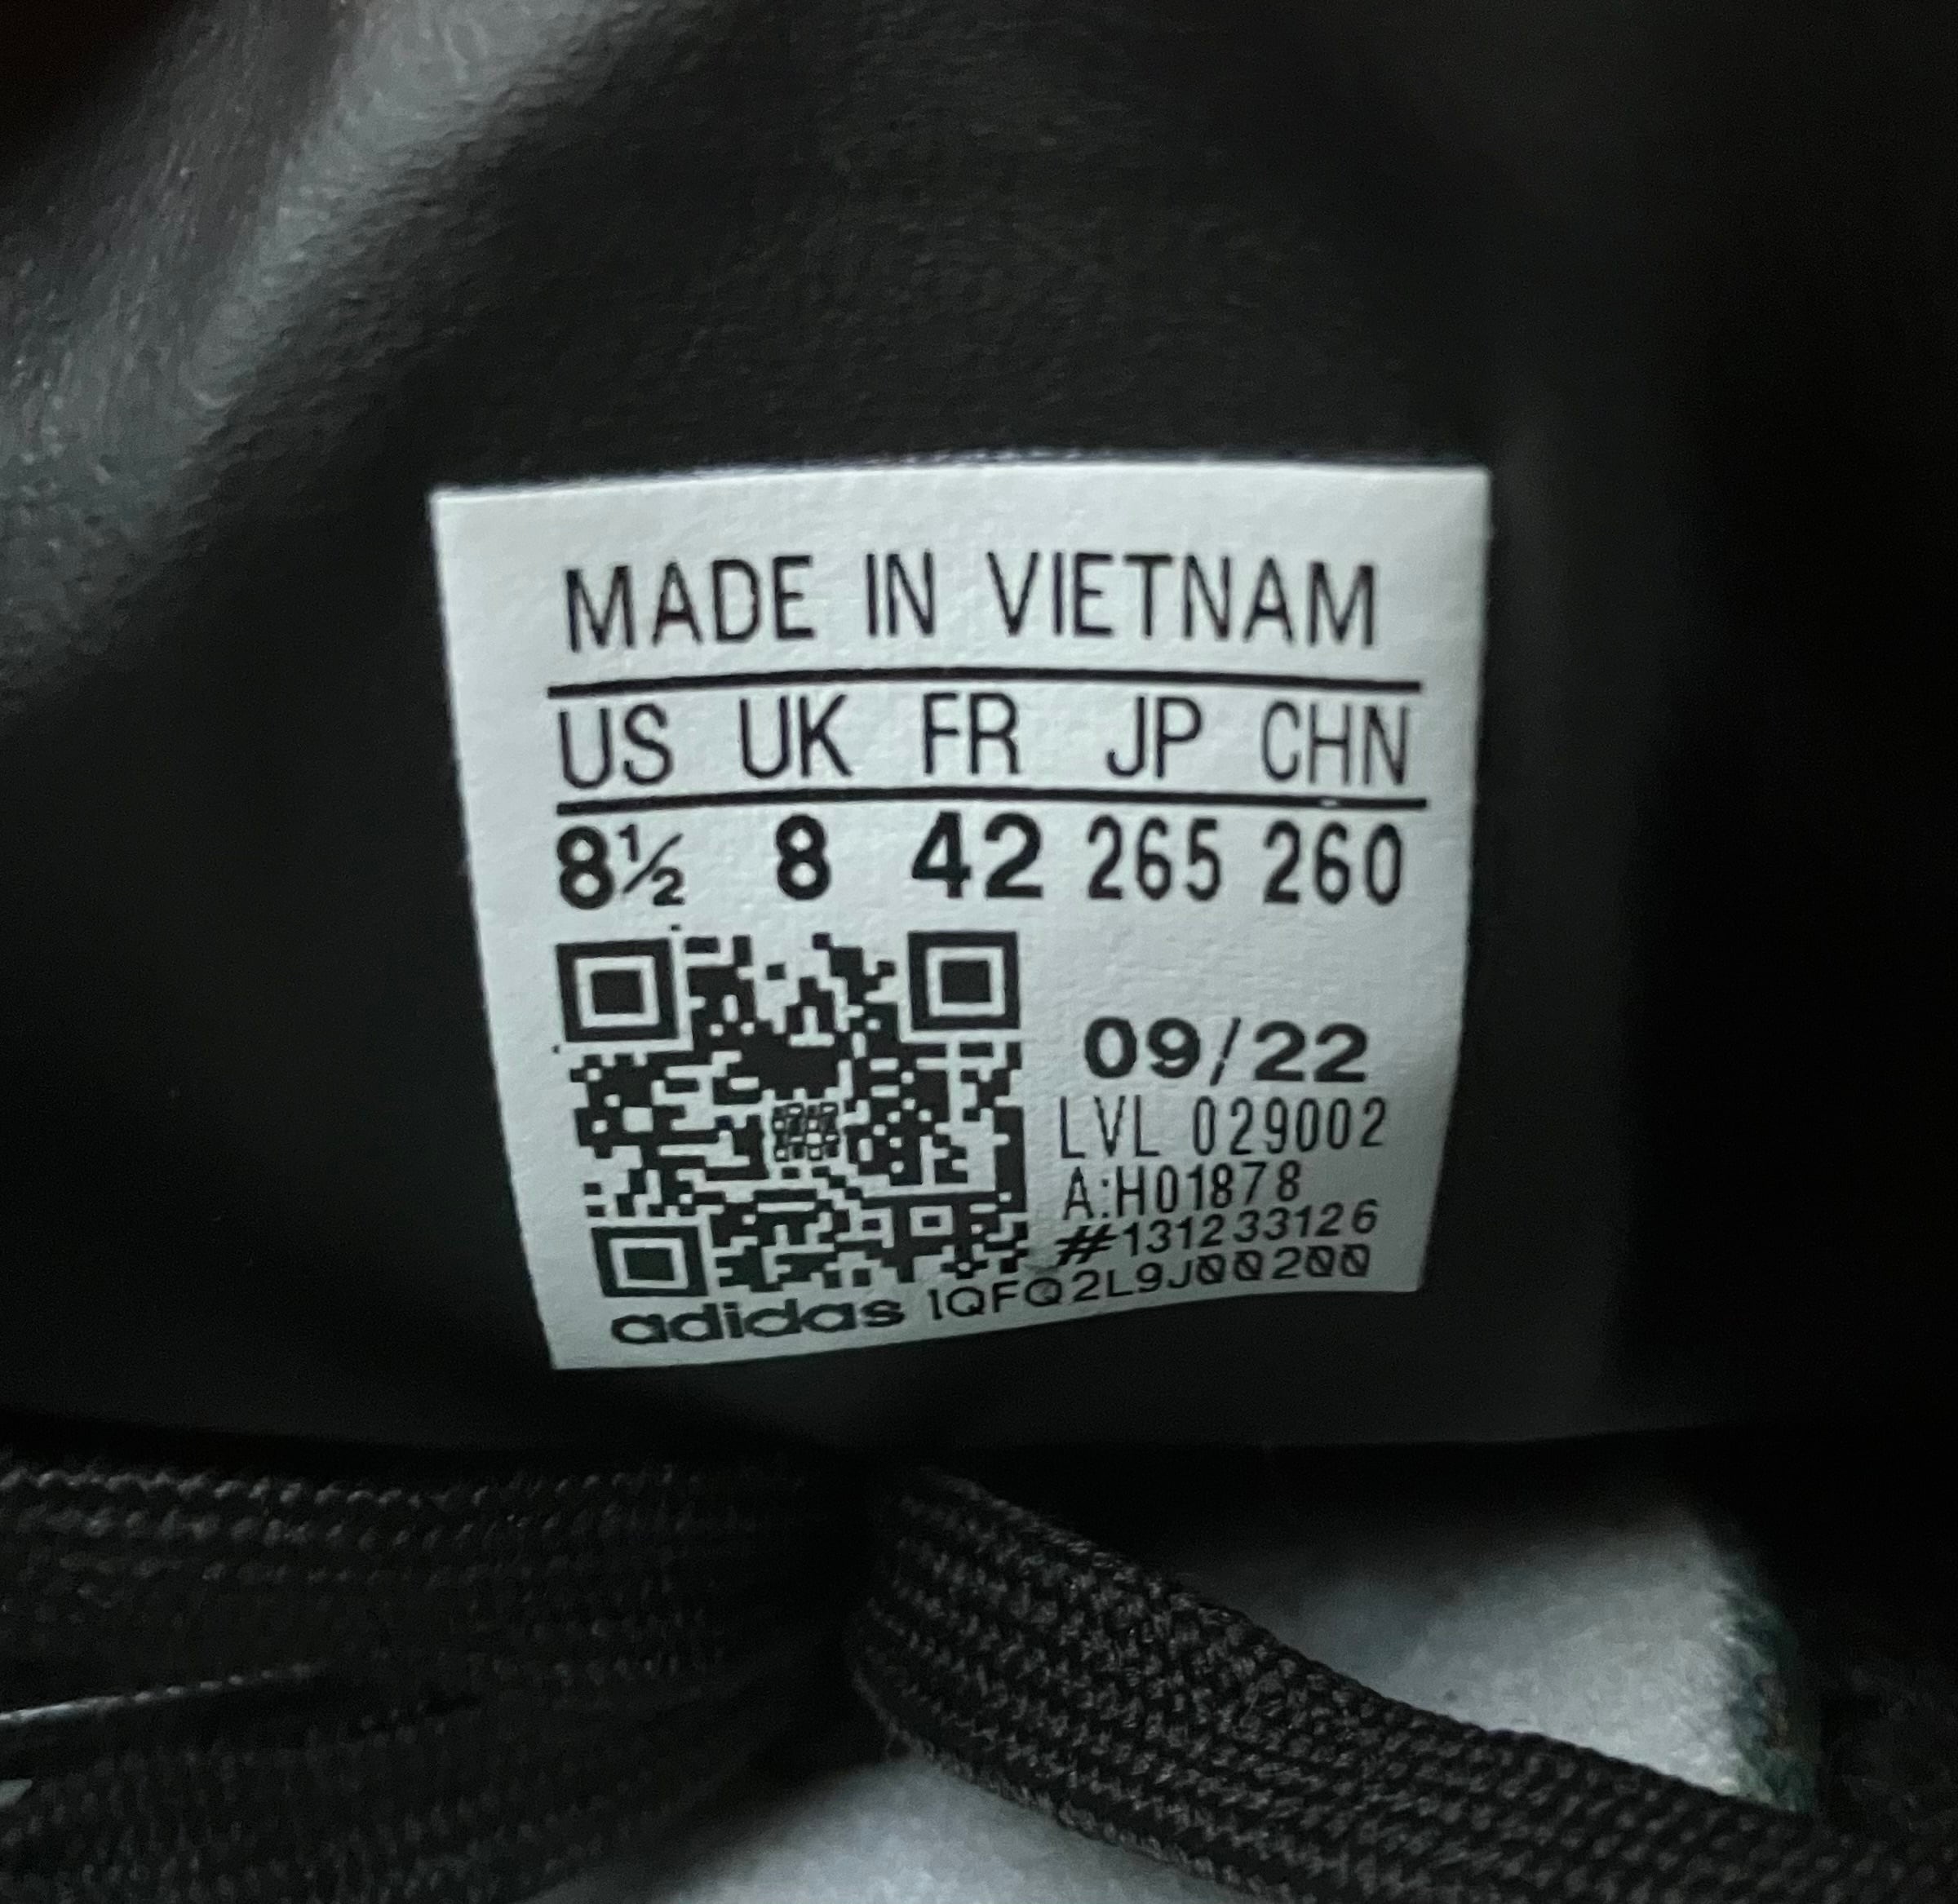 MADE IN VIETNAM
US UK FR JP CHN
8½ 8 42 265 260
09/22
LVL 029002
A:H01878
#131233126
adidas 1QFQ2L9J00200